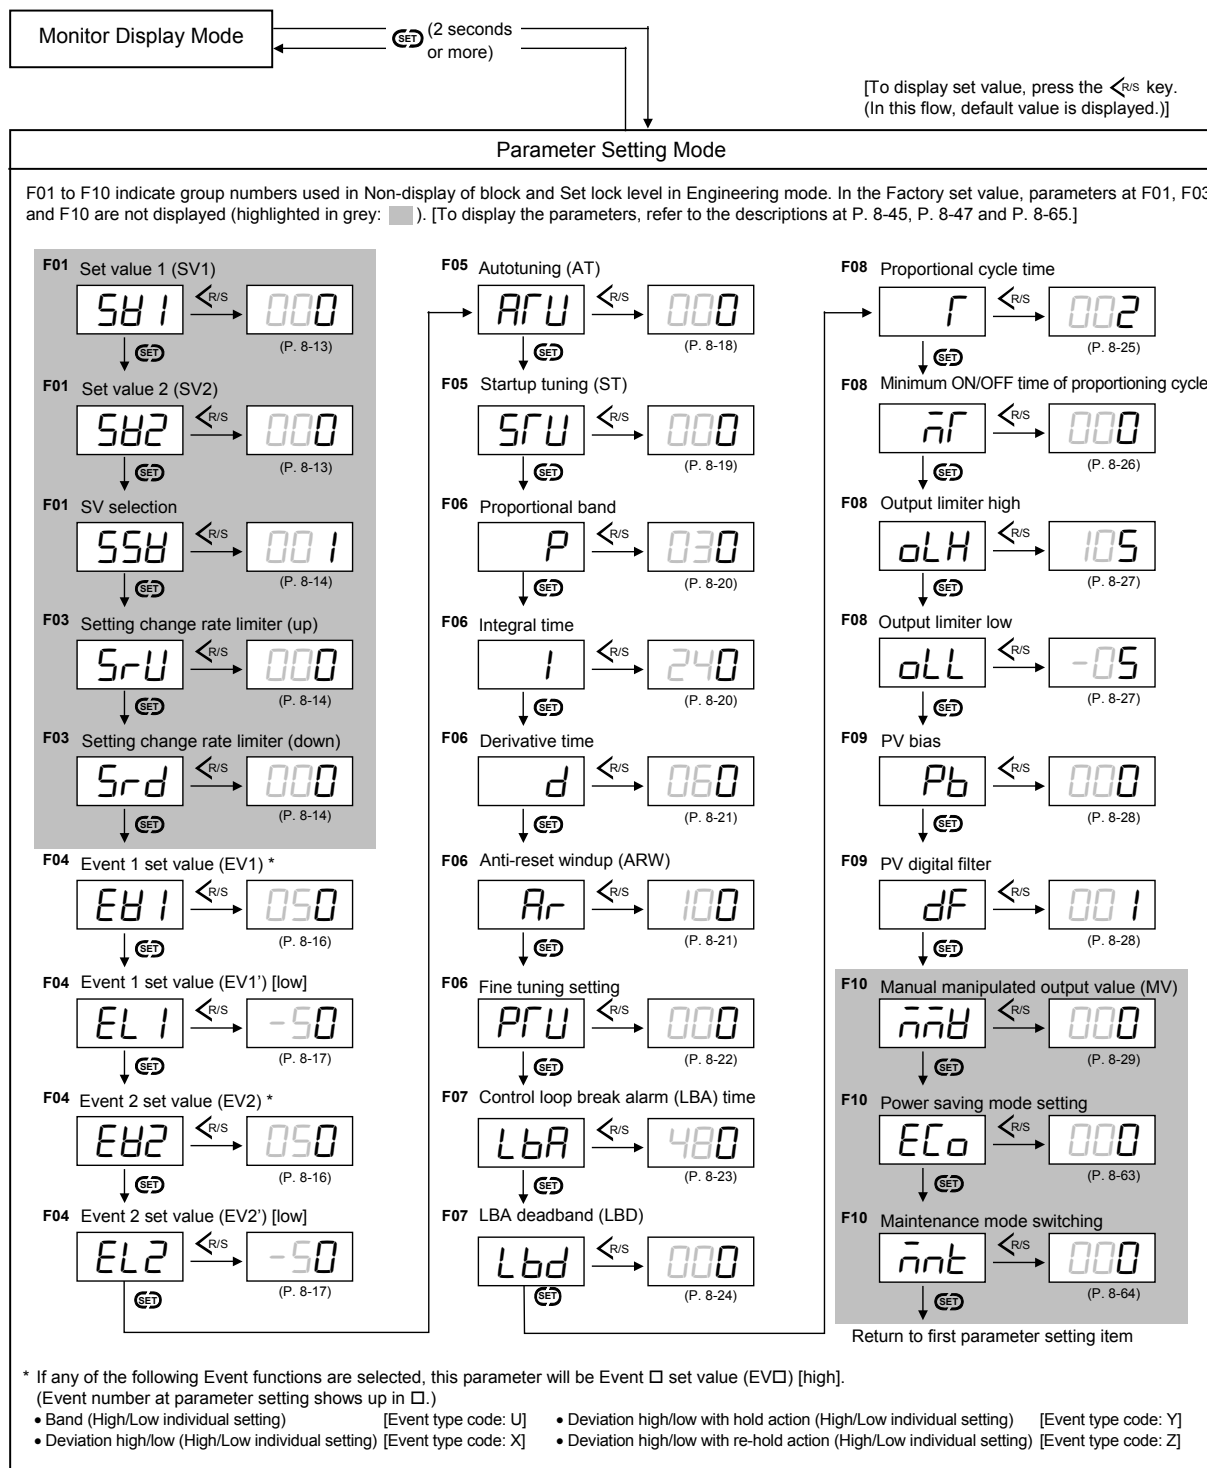 Monitor Display Mode
SET
(2 seconds
or more)
[To display set value, press the <R/S key.
(In this flow, default value is displayed.)]
Parameter Setting Mode
F01 to F10 indicate group numbers used in Non-display of block and Set lock level in Engineering mode. In the Factory set value, parameters at F01, F03
and F10 are not displayed (highlighted in grey: ). [To display the parameters, refer to the descriptions at P. 8-45, P. 8-47 and P. 8-65.]
F01 Set value 1 (SV1)
SV1 R/S 000
(P. 8-13)
SET
F01 Set value 2 (SV2)
SV2 R/S 000
(P. 8-13)
SET
F01 SV selection
SSV R/S 001
(P. 8-14)
SET
F03 Setting change rate limiter (up)
SrU R/S 000
(P. 8-14)
SET
F03 Setting change rate limiter (down)
Srd R/S 000
(P. 8-14)
SET
F04 Event 1 set value (EV1) *
EV1 R/S 050
(P. 8-16)
SET
F04 Event 1 set value (EV1') [low]
EL1 R/S -50
(P. 8-17)
SET
F04 Event 2 set value (EV2) *
EV2 R/S 050
(P. 8-16)
SET
F04 Event 2 set value (EV2') [low]
EL2 R/S -50
(P. 8-17)
SET
F05 Autotuning (AT)
ATU R/S 000
(P. 8-18)
SET
F05 Startup tuning (ST)
STU R/S 000
(P. 8-19)
SET
F06 Proportional band
P R/S 030
(P. 8-20)
SET
F06 Integral time
I R/S 240
(P. 8-20)
SET
F06 Derivative time
d R/S 060
(P. 8-21)
SET
F06 Anti-reset windup (ARW)
Ar R/S 100
(P. 8-21)
SET
F06 Fine tuning setting
PTU R/S 000
(P. 8-22)
SET
F07 Control loop break alarm (LBA) time
LbA R/S 480
(P. 8-23)
SET
F07 LBA deadband (LBD)
Lbd R/S 000
(P. 8-24)
SET
F08 Proportional cycle time
T R/S 002
(P. 8-25)
SET
F08 Minimum ON/OFF time of proportioning cycle
mT R/S 000
(P. 8-26)
SET
F08 Output limiter high
oLH R/S 105
(P. 8-27)
SET
F08 Output limiter low
oLL R/S -05
(P. 8-27)
SET
F09 PV bias
Pb R/S 000
(P. 8-28)
SET
F09 PV digital filter
dF R/S 001
(P. 8-28)
SET
F10 Manual manipulated output value (MV)
mmV R/S 000
(P. 8-29)
SET
F10 Power saving mode setting
ECo R/S 000
(P. 8-63)
SET
F10 Maintenance mode switching
mnt R/S 000
(P. 8-64)
SET
Return to first parameter setting item
* If any of the following Event functions are selected, this parameter will be Event □ set value (EV□) [high].
(Event number at parameter setting shows up in □.)
• Band (High/Low individual setting) [Event type code: U] • Deviation high/low with hold action (High/Low individual setting) [Event type code: Y]
• Deviation high/low (High/Low individual setting) [Event type code: X] • Deviation high/low with re-hold action (High/Low individual setting) [Event type code: Z]